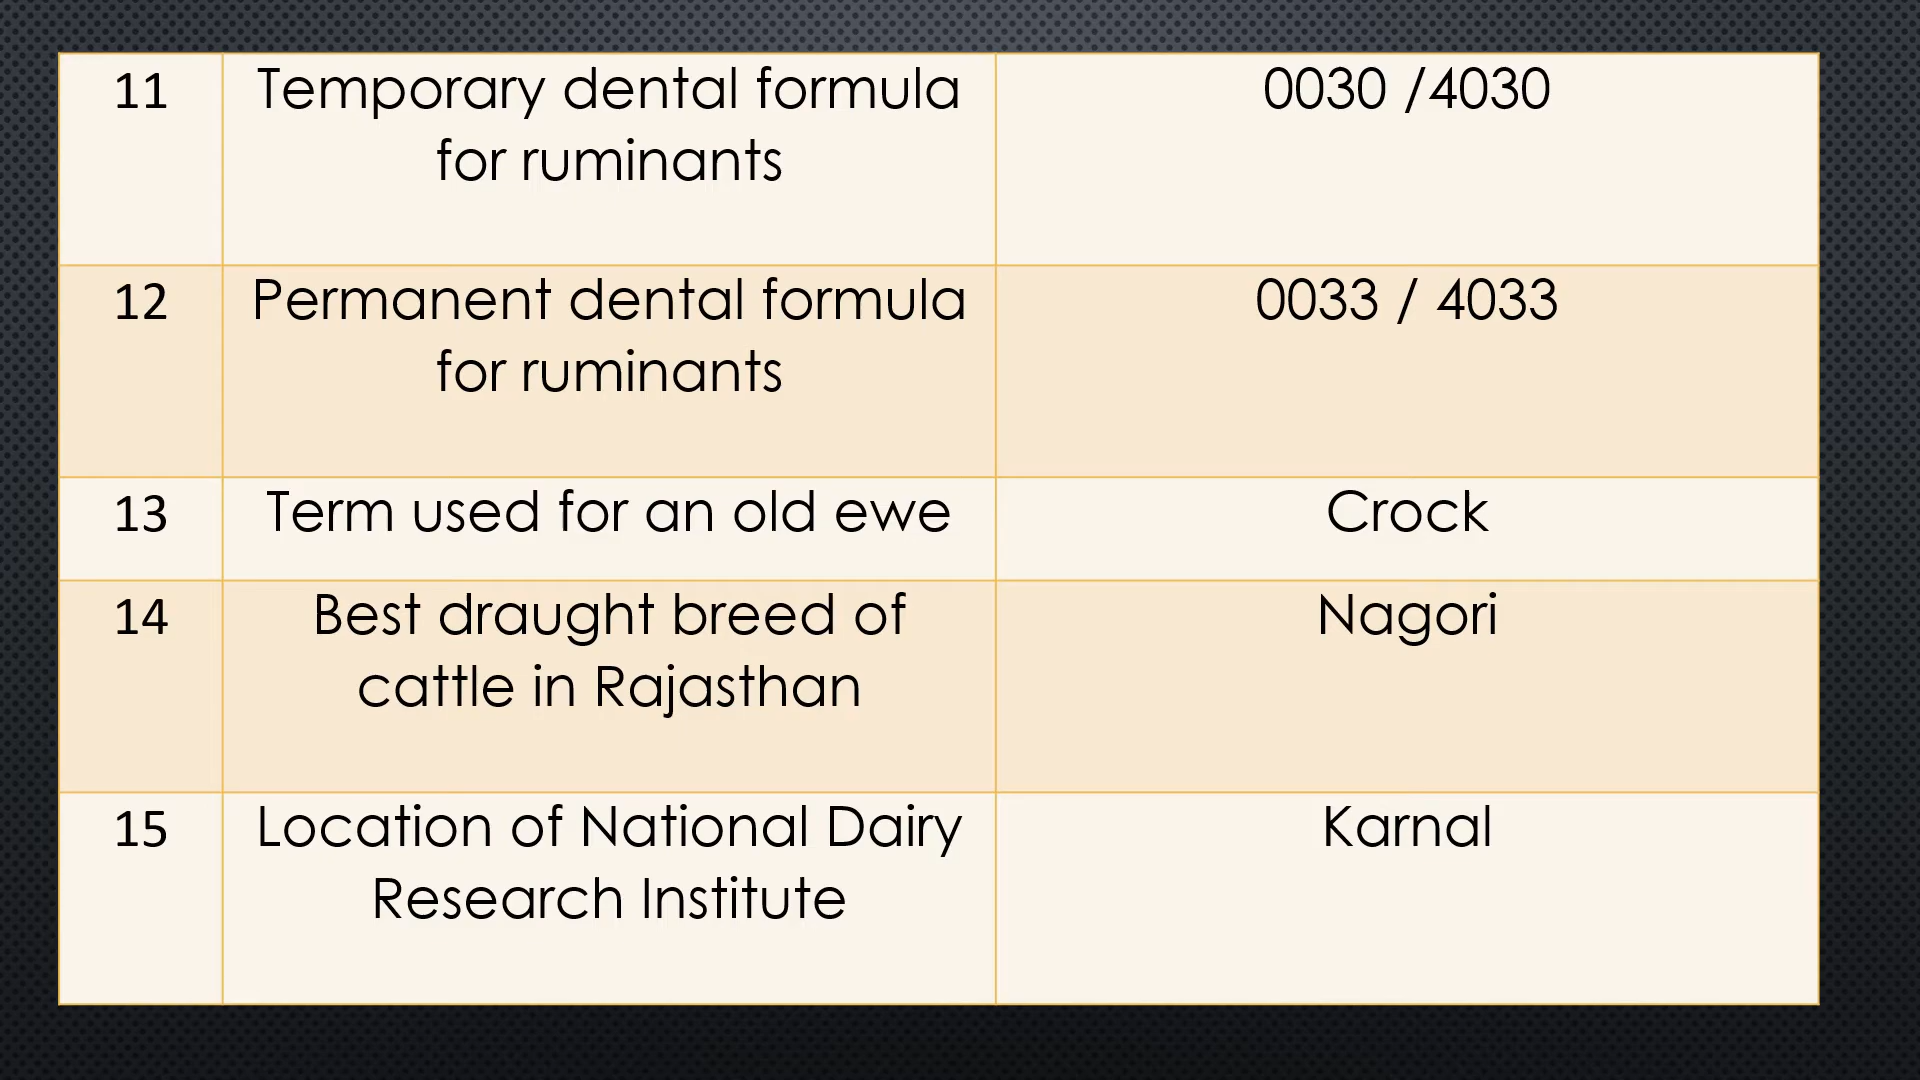 11 Temporary dental formula 0030 /4030
for ruminants
12 Permanent dental formula 0033 / 4033
for ruminants
13 Term used for an old ewe Crock
14 Best draught breed of Nagori
cattle in Rajasthan
15 Location of National Dairy Karnal
Research Institute